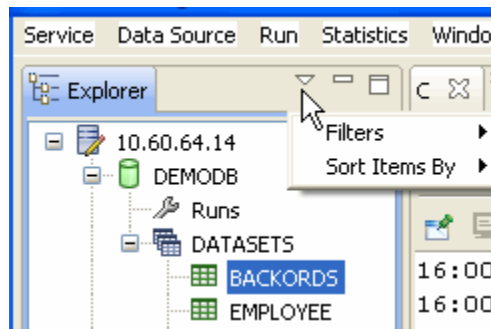 Service Data Source Run Statistics Windo
Explorer C
Filters
Sort Items By
10.60.64.14
DEMODB
Runs
DATASETS
BACKORDS
EMPLOYEE
16:00
16:00